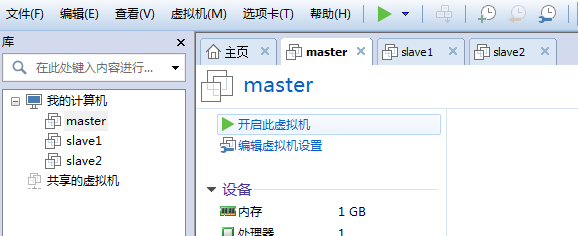 文件(F) 编辑(E) 查看(V) 虚拟机(M) 选项卡(T) 帮助(H)
库
在此处键入内容进行...
我的计算机
master
slave1
slave2
共享的虚拟机
主页 master slave1 slave2
master
开启此虚拟机
编辑虚拟机设置
设备
内存 1 GB
处理器 1